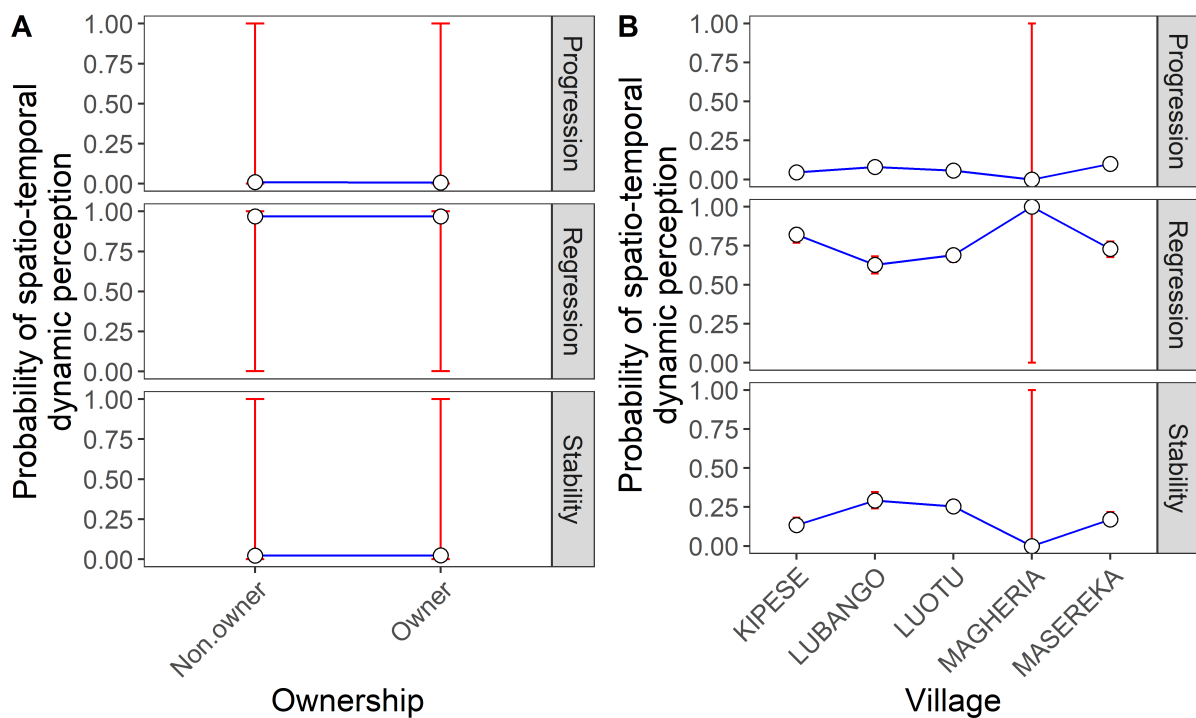 A
Probability of spatio-temporal
dynamic perception
1.00
0.75
0.50
0.25
0.00
Progression
1.00
0.75
0.50
0.25
0.00
Regression
1.00
0.75
0.50
0.25
0.00
Stability
Non.owner
Owner
Ownership
B
Probability of spatio-temporal
dynamic perception
1.00
0.75
0.50
0.25
0.00
Progression
1.00
0.75
0.50
0.25
0.00
Regression
1.00
0.75
0.50
0.25
0.00
Stability
KIPESE
LUBANGO
LUOTU
MAGHERIA
MASEREKA
Village